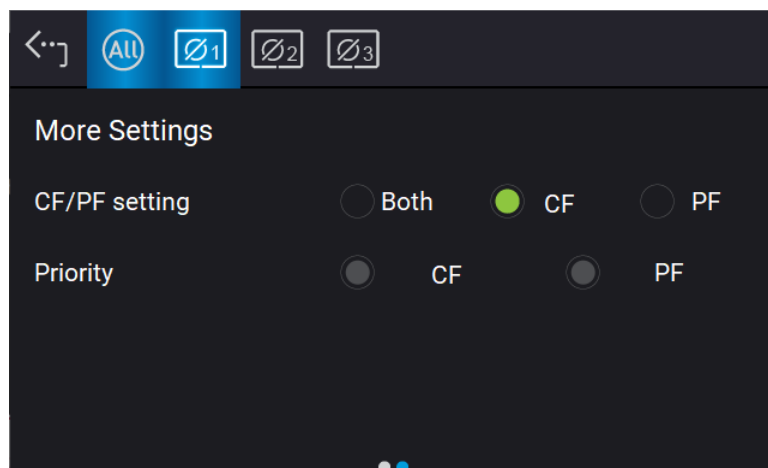 All Ø1 Ø2 Ø3
More Settings
CF/PF setting Both CF PF
Priority CF PF